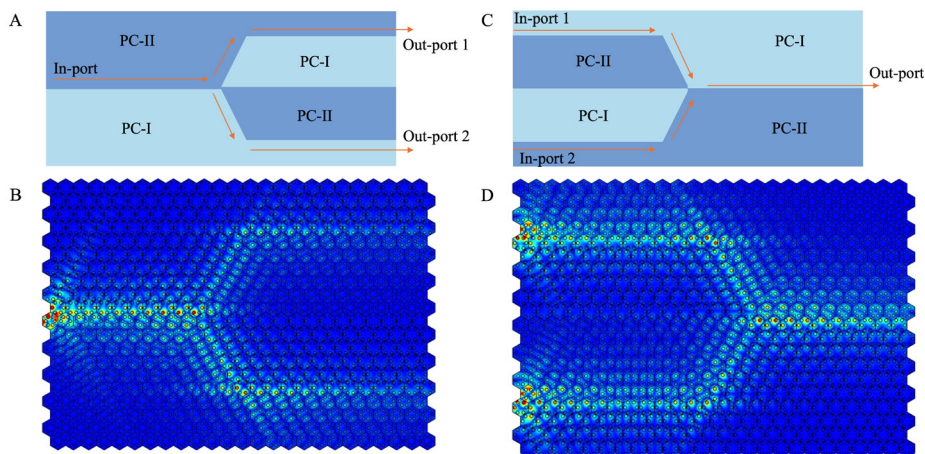 A
PC-II
Out-port 1
In-port
PC-I
PC-I
PC-II
Out-port 2
B
C
In-port 1
PC-I
PC-II
Out-port
PC-I
PC-II
In-port 2
D